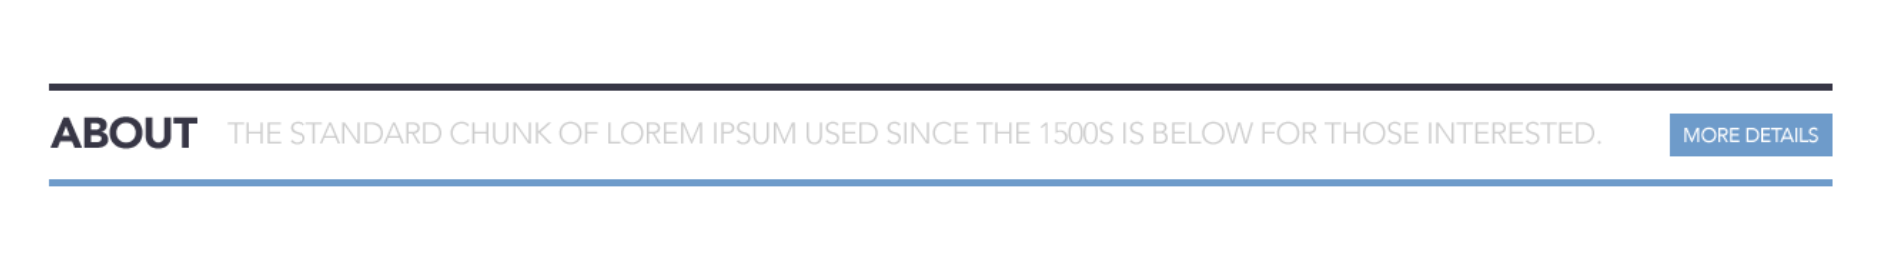 ABOUT THE STANDARD CHUNK OF LOREM IPSUM USED SINCE THE 1500S IS BELOW FOR THOSE INTERESTED. MORE DETAILS